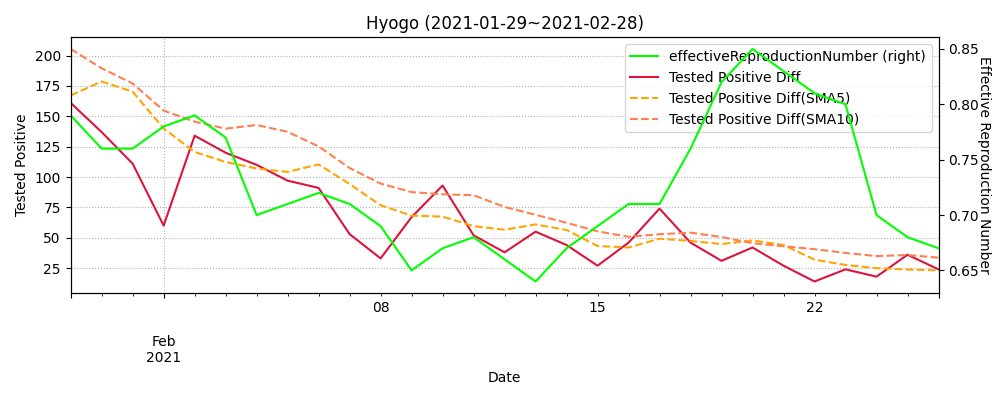 Hyogo (2021-01-29~2021-02-28)
effectiveReproductionNumber (right)
Tested Positive Diff
Tested Positive Diff(SMA5)
Tested Positive Diff(SMA10)
200
175
150
125
100
75
50
25
Tested Positive
0.85
0.80
0.75
0.70
0.65
Effective Reproduction Number
08
15
22
Feb
2021
Date